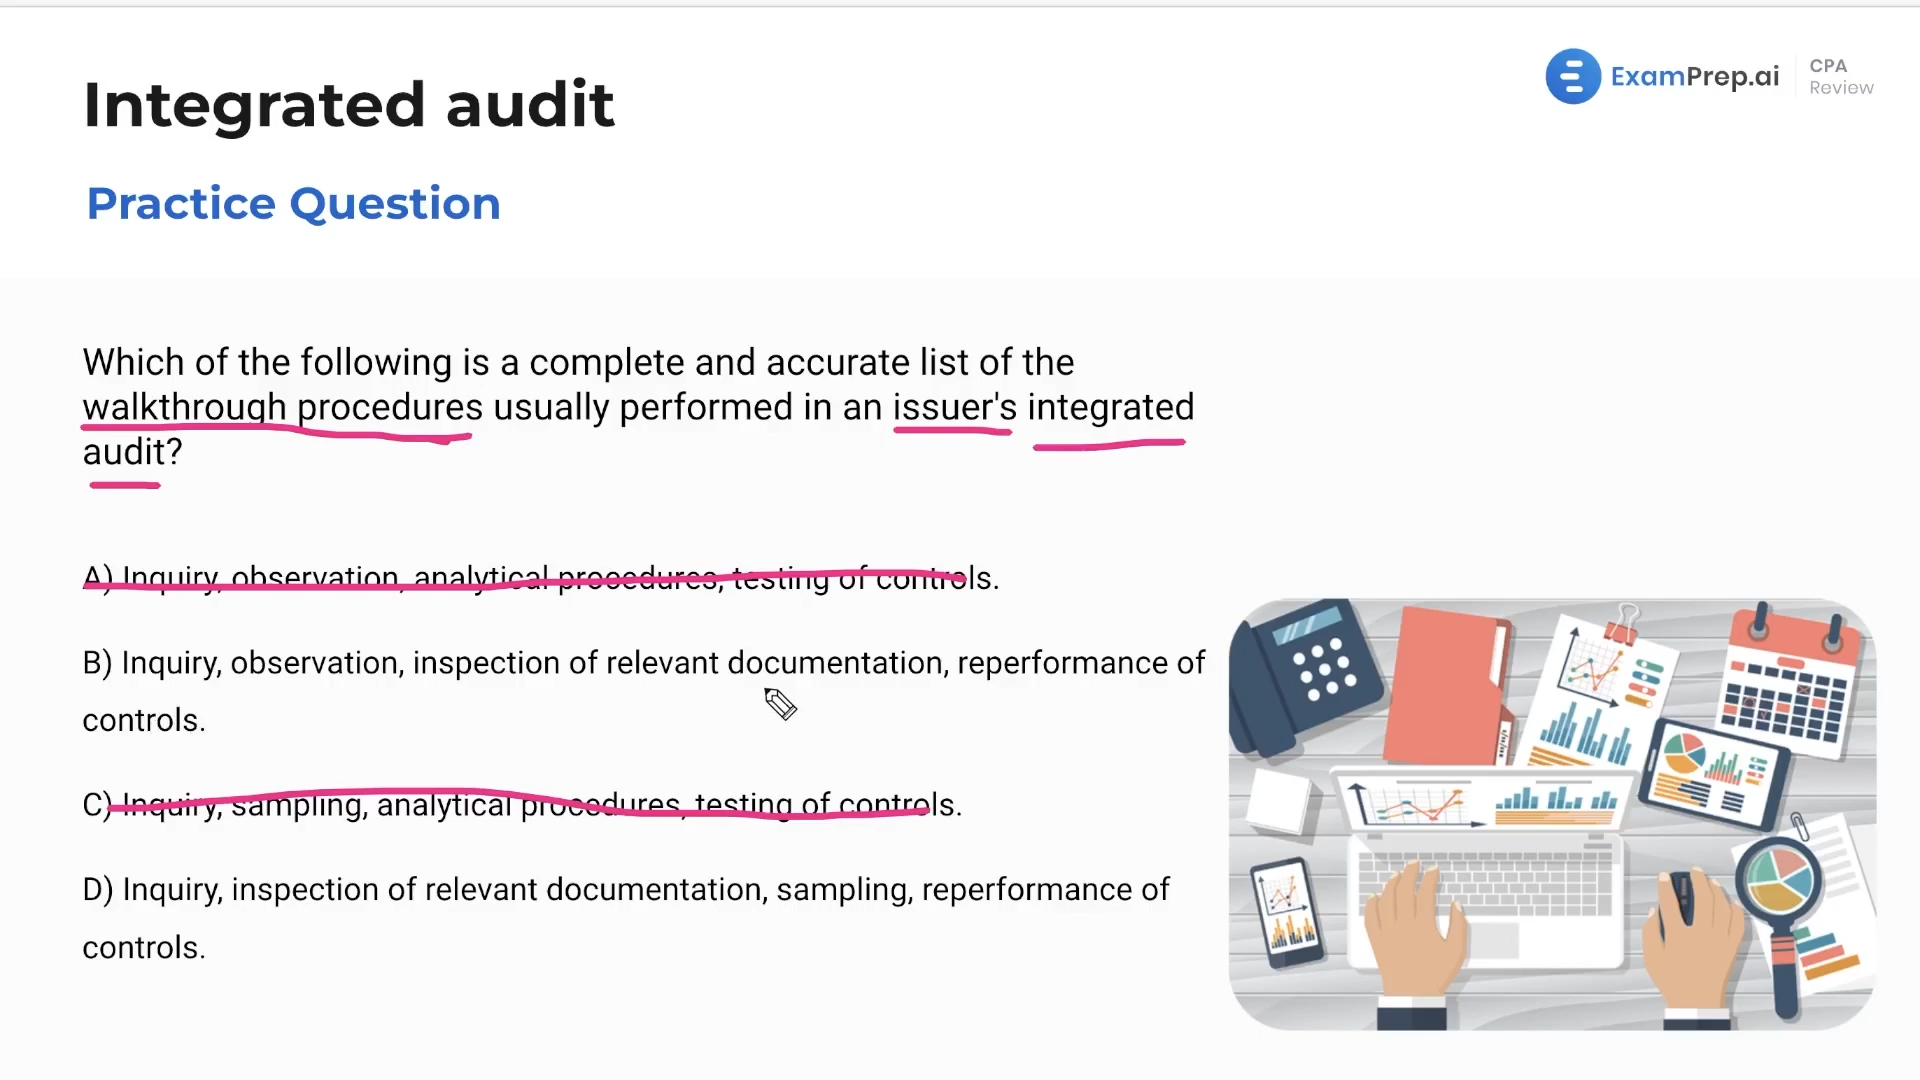 Integrated audit
ExamPrep.ai
CPA
Review
Practice Question
Which of the following is a complete and accurate list of the
walkthrough procedures usually performed in an issuer's integrated
audit?
A) Inquiry, observation, analytical procedures, testing of controls.
B) Inquiry, observation, inspection of relevant documentation, reperformance of
controls.
C) Inquiry, sampling, analytical procedures, testing of controls.
D) Inquiry, inspection of relevant documentation, sampling, reperformance of
controls.